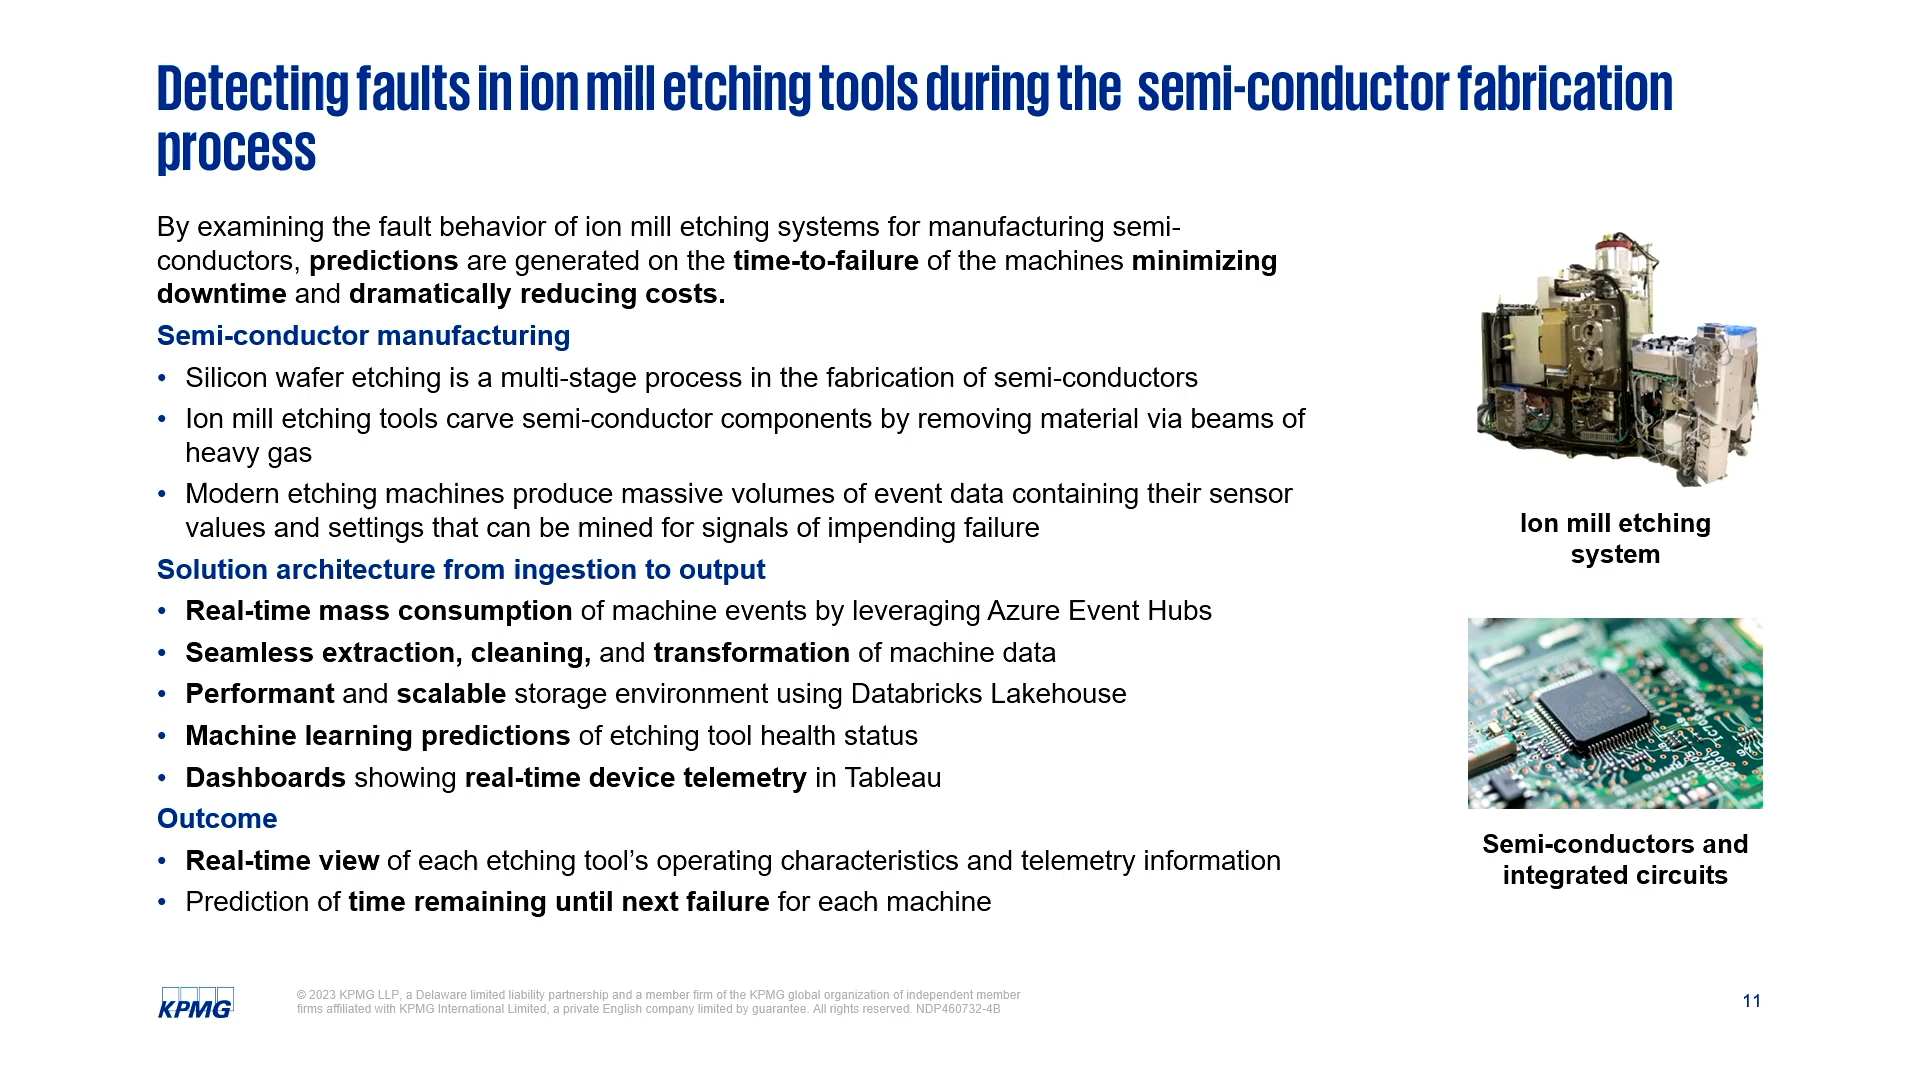 Detecting faults in ion mill etching tools during the  semi-conductor fabrication
process
By examining the fault behavior of ion mill etching systems for manufacturing semi-
conductors, predictions are generated on the time-to-failure of the machines minimizing
downtime and dramatically reducing costs.
Semi-conductor manufacturing
• Silicon wafer etching is a multi-stage process in the fabrication of semi-conductors
• Ion mill etching tools carve semi-conductor components by removing material via beams of
heavy gas
• Modern etching machines produce massive volumes of event data containing their sensor
values and settings that can be mined for signals of impending failure
Solution architecture from ingestion to output
• Real-time mass consumption of machine events by leveraging Azure Event Hubs
• Seamless extraction, cleaning, and transformation of machine data
• Performant and scalable storage environment using Databricks Lakehouse
• Machine learning predictions of etching tool health status
• Dashboards showing real-time device telemetry in Tableau
Outcome
• Real-time view of each etching tool’s operating characteristics and telemetry information
• Prediction of time remaining until next failure for each machine
Ion mill etching
system
Semi-conductors and
integrated circuits
KPMG
© 2023 KPMG LLP, a Delaware limited liability partnership and a member firm of the KPMG global organization of independent member
firms affiliated with KPMG International Limited, a private English company limited by guarantee. All rights reserved. NDP460732-4B
11